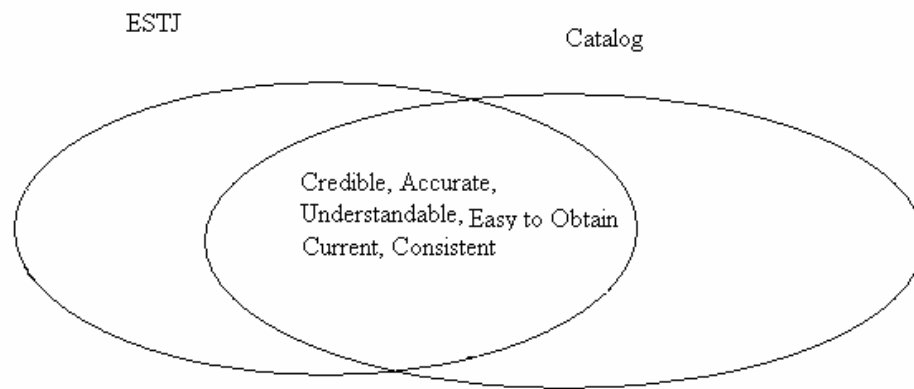 ESTJ
Catalog
Credible, Accurate,
Understandable, Easy to Obtain
Current, Consistent